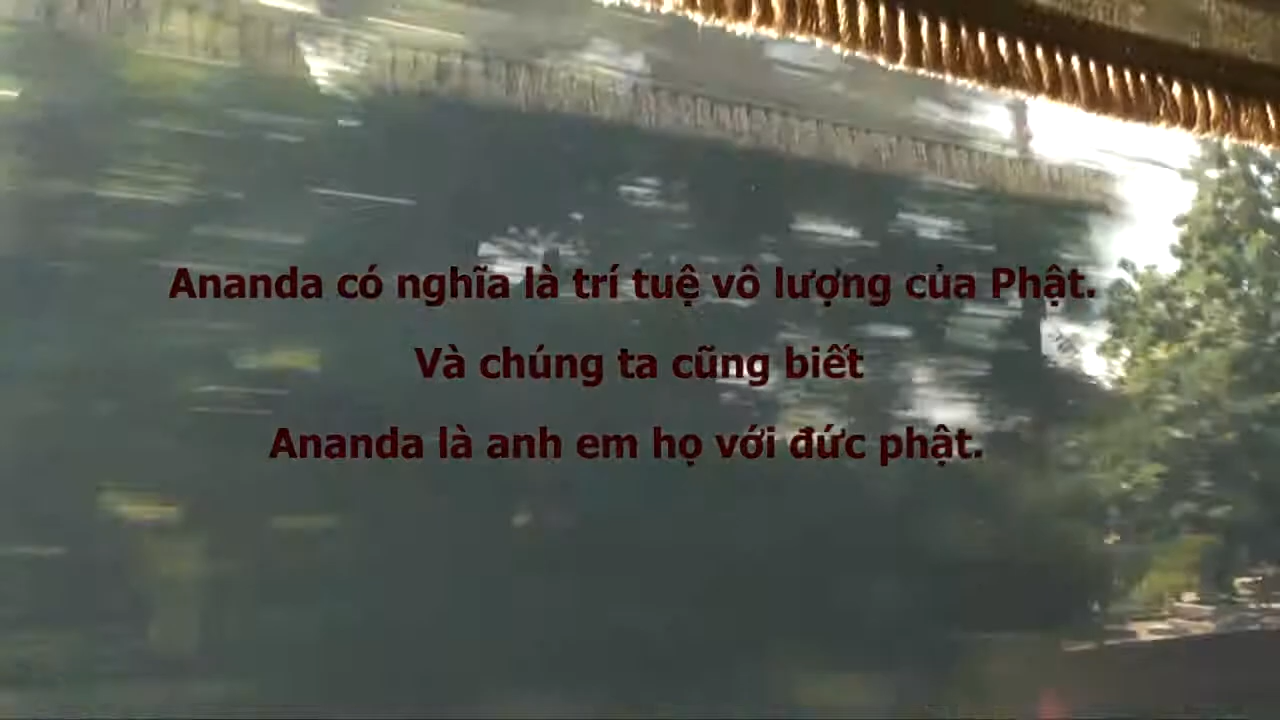 Ananda có nghĩa là trí tuệ vô lượng của Phật.
Và chúng ta cũng biết
Ananda là anh em họ với đức phật.